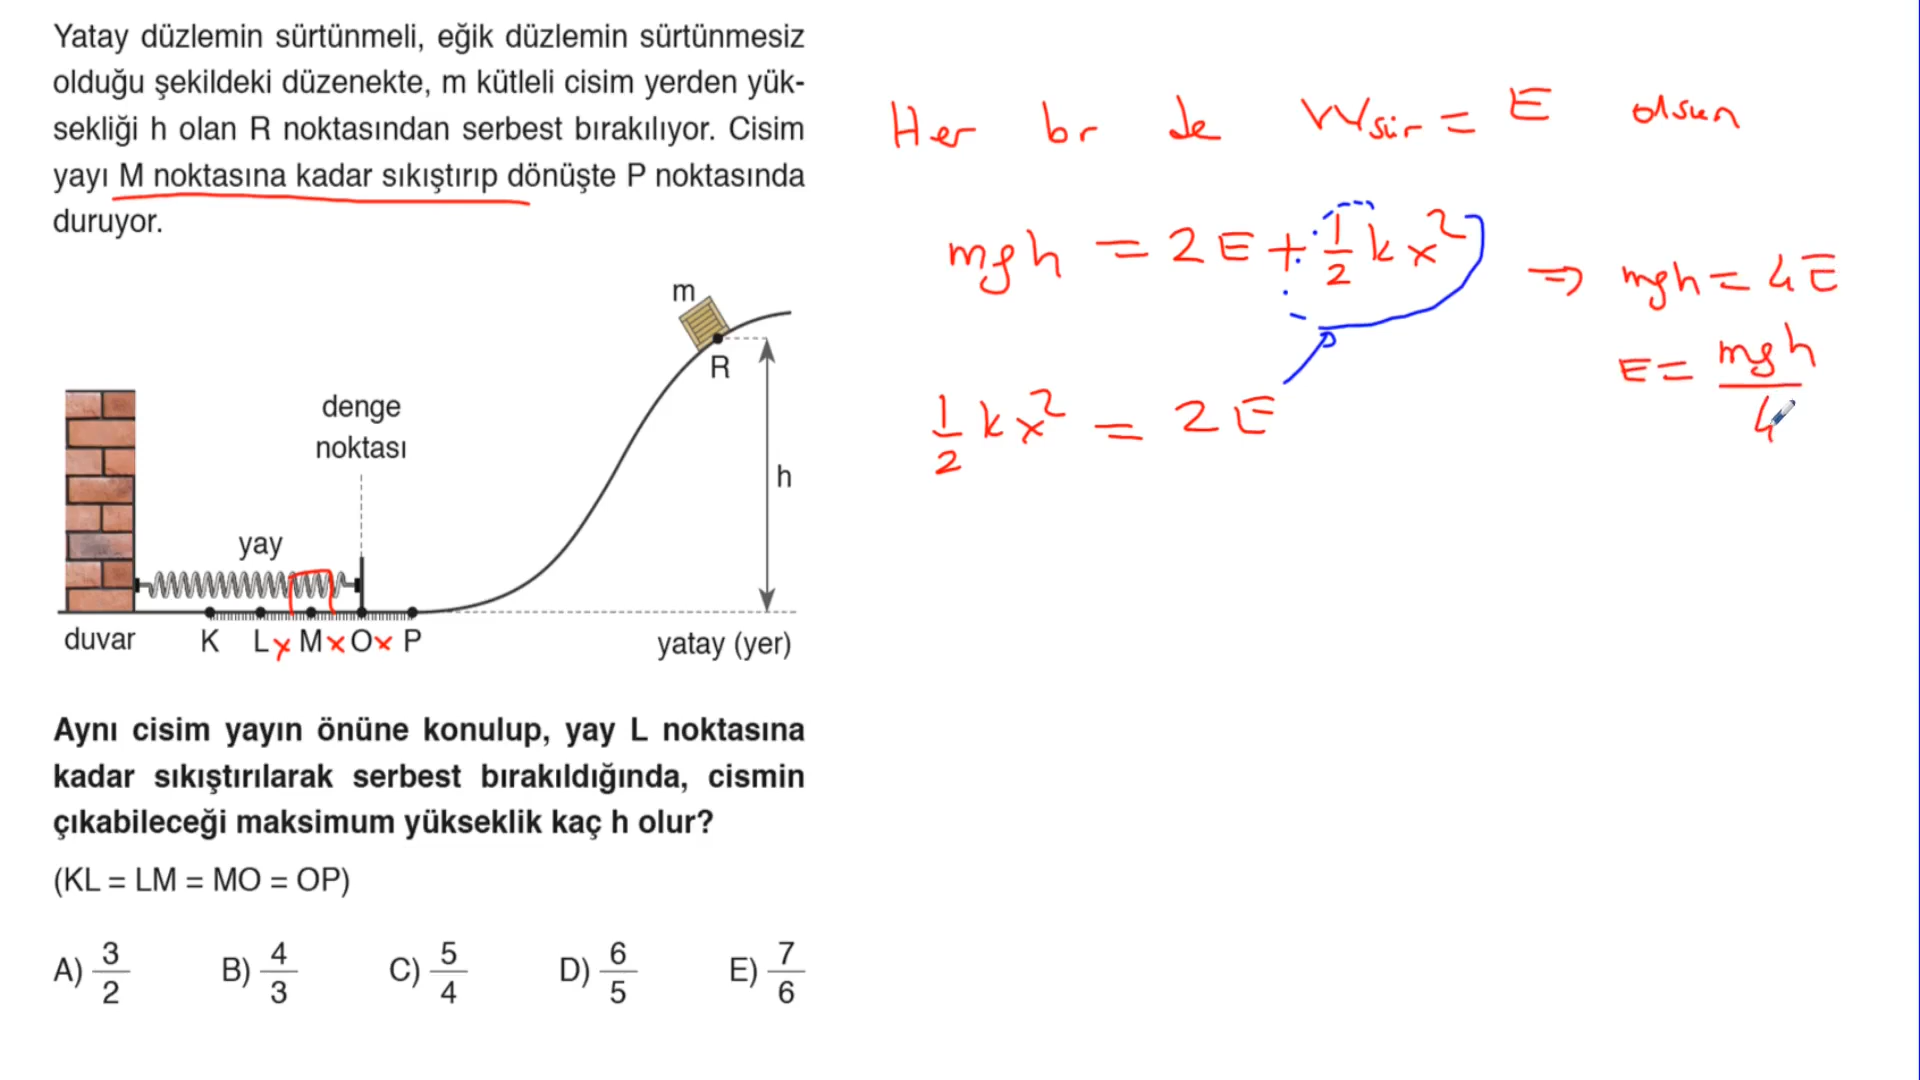 Yatay düzlemin sürtünmeli, eğik düzlemin sürtünmesiz
olduğu şekildeki düzenekte, m kütleli cisim yerden yük-
sekliği h olan R noktasından serbest bırakılıyor. Cisim
yayı M noktasına kadar sıkıştırıp dönüşte P noktasında
duruyor.
m
R
denge
noktası
h
yay
duvar K L x M x O x P yatay (yer)
Aynı cisim yayın önüne konulup, yay L noktasına
kadar sıkıştırılarak serbest bırakıldığında, cismin
çıkabileceği maksimum yükseklik kaç h olur?
(KL = LM = MO = OP)
A) 3/2 B) 4/3 C) 5/4 D) 6/5 E) 7/6
Her br de Wsür = E olsun
mgh = 2E + 1/2 kx²
1/2 kx² = 2E
⇒ mgh = 4E
E = mgh/4